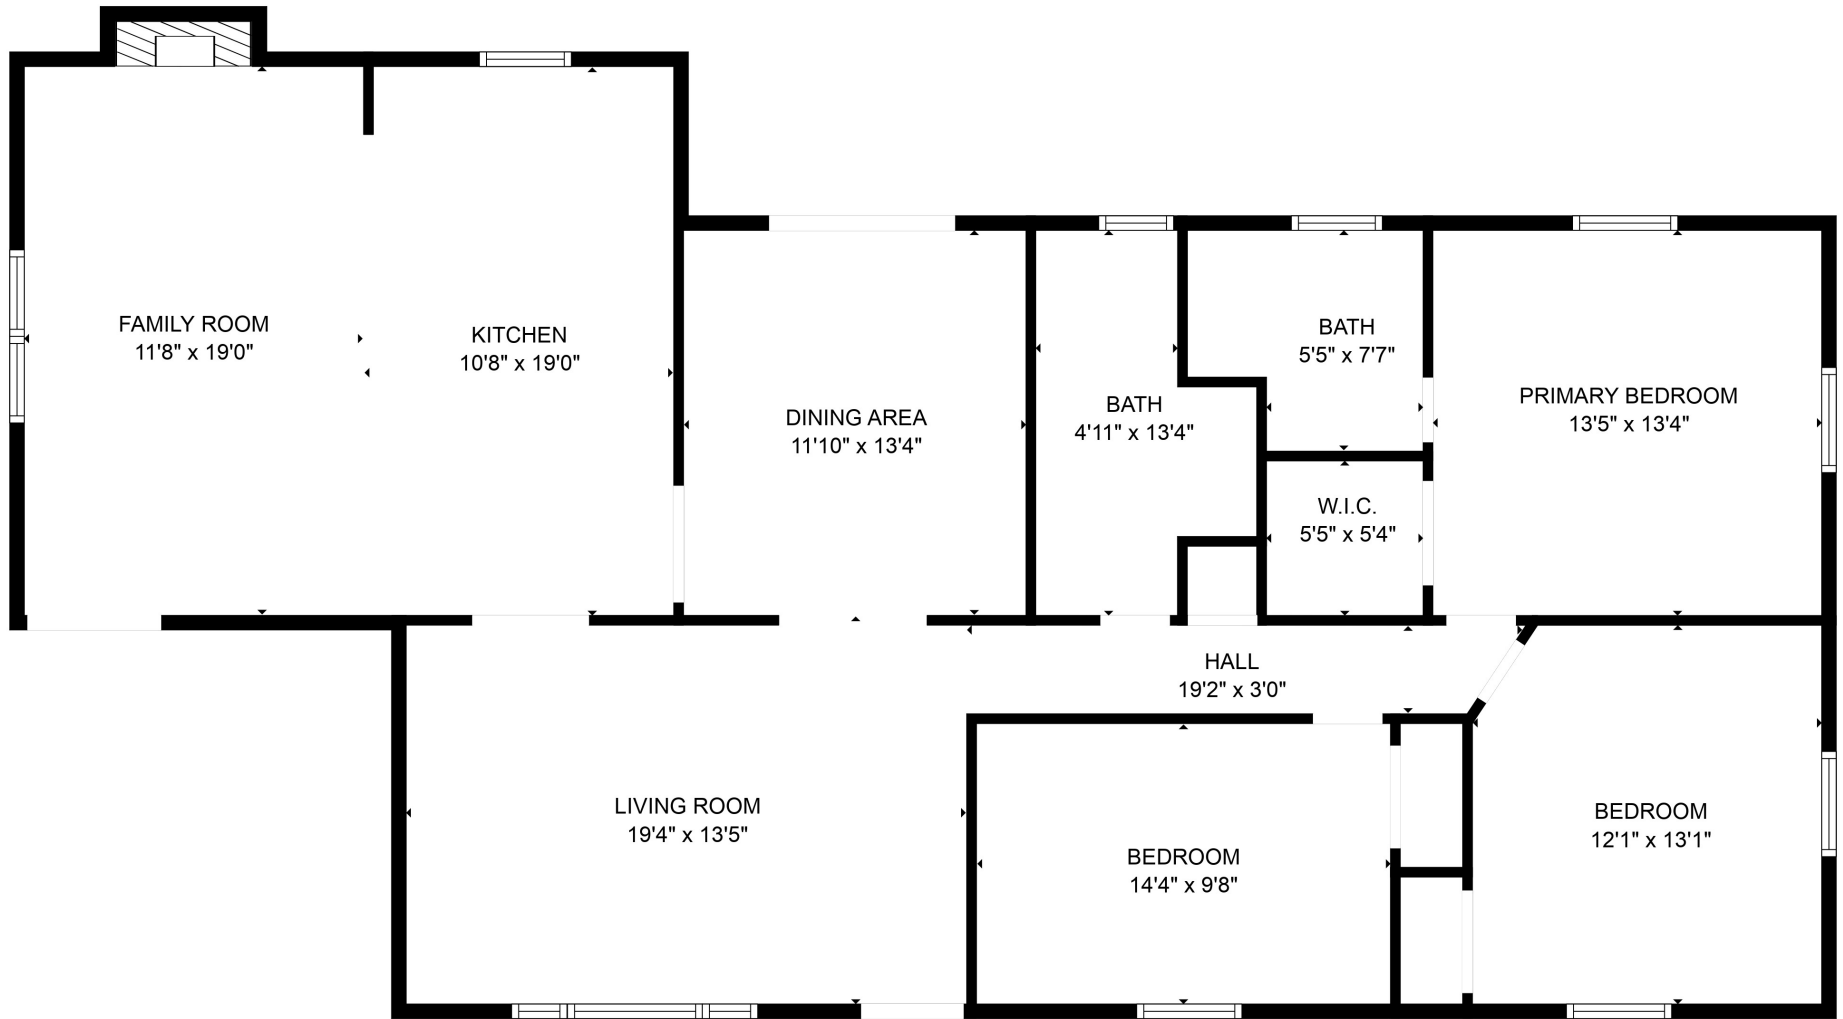 FAMILY ROOM
11'8" x 19'0"
KITCHEN
10'8" x 19'0"
DINING AREA
11'10" x 13'4"
BATH
4'11" x 13'4"
BATH
5'5" x 7'7"
W.I.C.
5'5" x 5'4"
PRIMARY BEDROOM
13'5" x 13'4"
HALL
19'2" x 3'0"
LIVING ROOM
19'4" x 13'5"
BEDROOM
14'4" x 9'8"
BEDROOM
12'1" x 13'1"